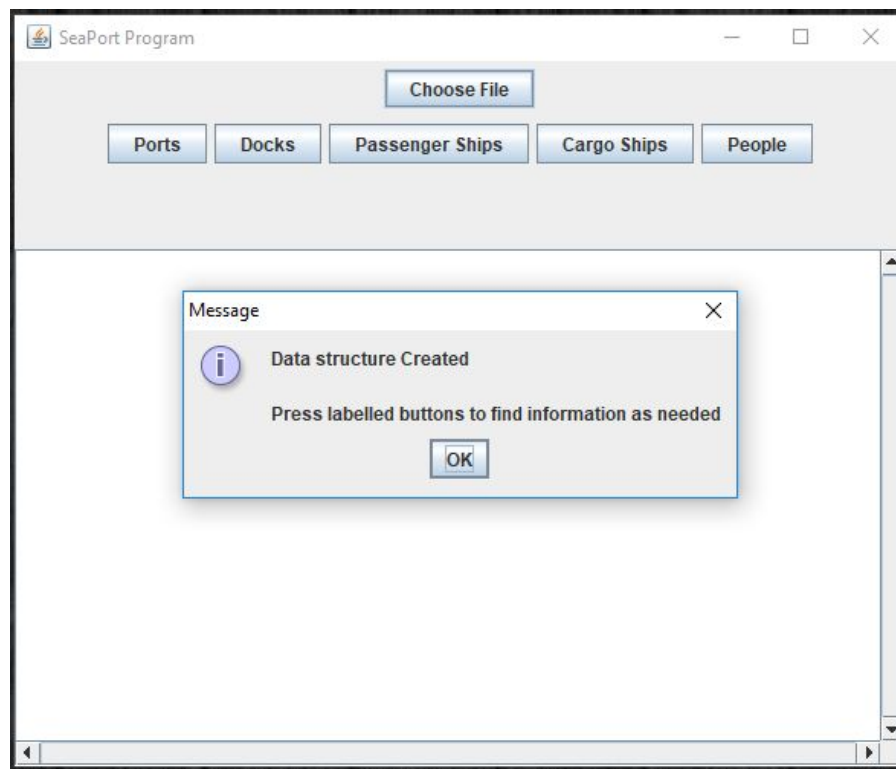 SeaPort Program
Choose File
Ports Docks Passenger Ships Cargo Ships People
Message
i
Data structure Created
Press labelled buttons to find information as needed
OK